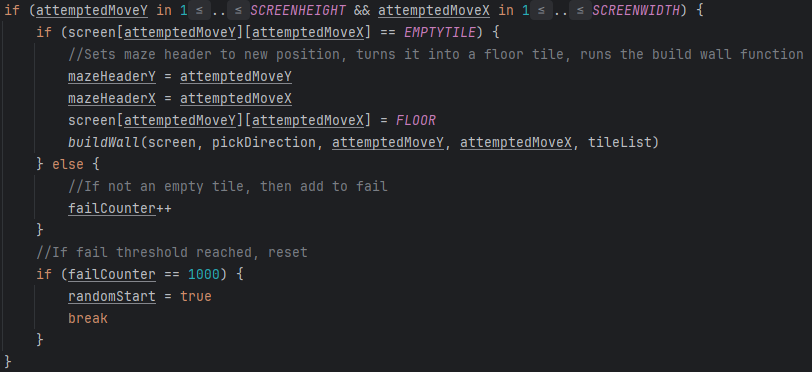 if (attemptedMoveY in 1 ≤ .. ≤ SCREENHEIGHT && attemptedMoveX in 1 ≤ .. ≤ SCREENWIDTH) {
if (screen[attemptedMoveY][attemptedMoveX] == EMPTYTILE) {
//Sets maze header to new position, turns it into a floor tile, runs the build wall function
mazeHeaderY = attemptedMoveY
mazeHeaderX = attemptedMoveX
screen[attemptedMoveY][attemptedMoveX] = FLOOR
buildWall(screen, pickDirection, attemptedMoveY, attemptedMoveX, tileList)
} else {
//If not an empty tile, then add to fail
failCounter++
}
//If fail threshold reached, reset
if (failCounter == 1000) {
randomStart = true
break
}
}